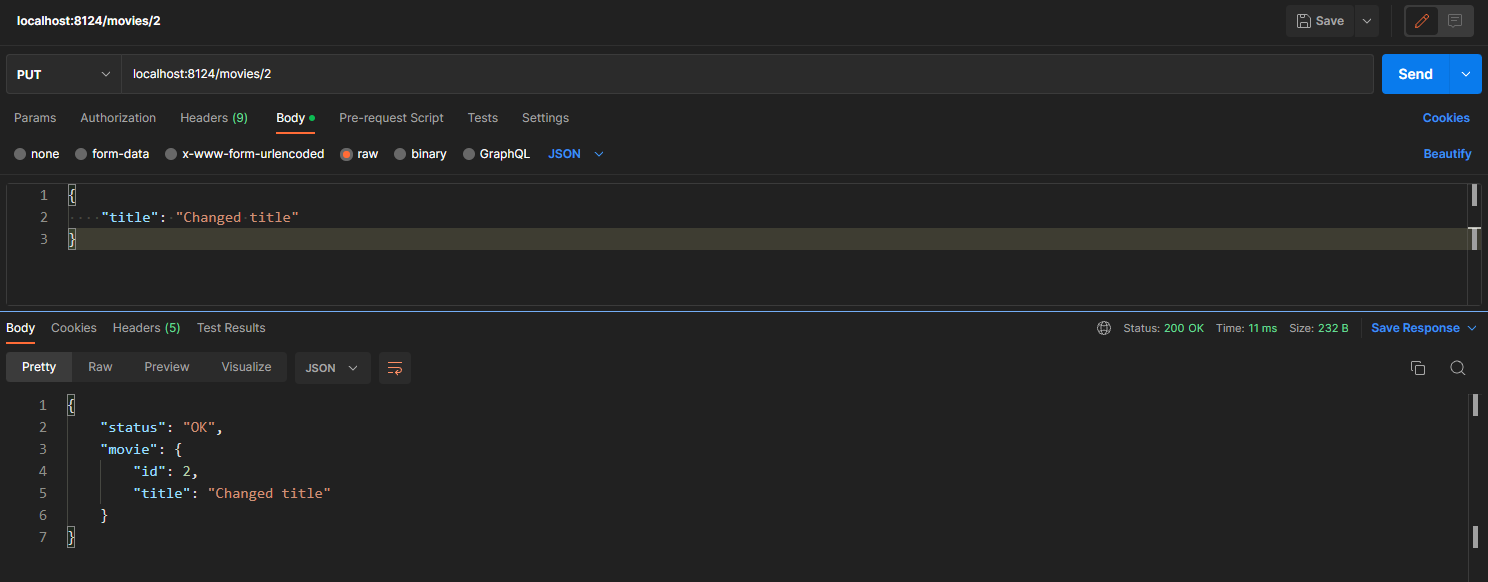 localhost:8124/movies/2
Save
PUT
localhost:8124/movies/2
Send
Params Authorization Headers (9) Body Pre-request Script Tests Settings Cookies
none form-data x-www-form-urlencoded raw binary GraphQL JSON Beautify
1 {
2 "title": "Changed title"
3 }
Body Cookies Headers (5) Test Results Status: 200 OK Time: 11 ms Size: 232 B Save Response
Pretty Raw Preview Visualize JSON
1 {
2 "status": "OK",
3 "movie": {
4 "id": 2,
5 "title": "Changed title"
6 }
7 }